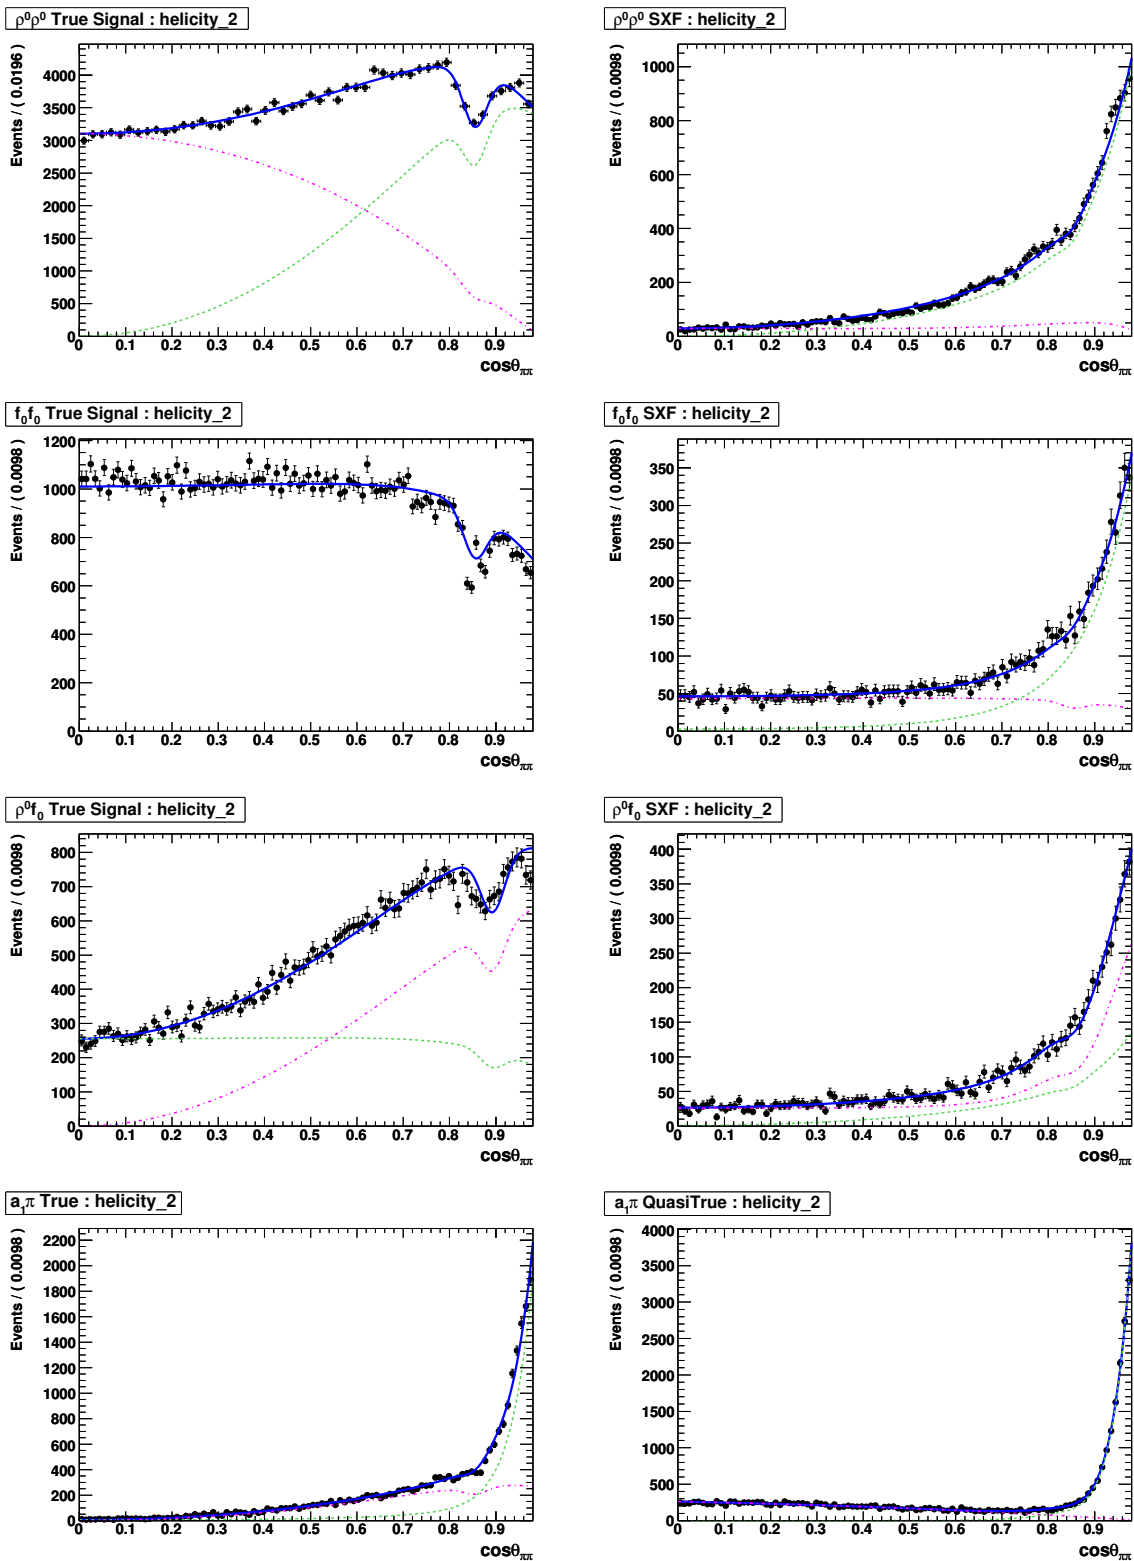 ρ⁰ρ⁰ True Signal : helicity_2
Events / ( 0.0196 )
4000
3500
3000
2500
2000
1500
1000
500
0
0 0.1 0.2 0.3 0.4 0.5 0.6 0.7 0.8 0.9
cosθππ
ρ⁰ρ⁰ SXF : helicity_2
Events / ( 0.0098 )
1000
800
600
400
200
0
0 0.1 0.2 0.3 0.4 0.5 0.6 0.7 0.8 0.9
cosθππ
f₀f₀ True Signal : helicity_2
Events / ( 0.0098 )
1200
1000
800
600
400
200
0
0 0.1 0.2 0.3 0.4 0.5 0.6 0.7 0.8 0.9
cosθππ
f₀f₀ SXF : helicity_2
Events / ( 0.0098 )
350
300
250
200
150
100
50
0
0 0.1 0.2 0.3 0.4 0.5 0.6 0.7 0.8 0.9
cosθππ
ρ⁰f₀ True Signal : helicity_2
Events / ( 0.0098 )
800
700
600
500
400
300
200
100
0
0 0.1 0.2 0.3 0.4 0.5 0.6 0.7 0.8 0.9
cosθππ
ρ⁰f₀ SXF : helicity_2
Events / ( 0.0098 )
400
350
300
250
200
150
100
50
0
0 0.1 0.2 0.3 0.4 0.5 0.6 0.7 0.8 0.9
cosθππ
a₁π True : helicity_2
Events / ( 0.0098 )
2200
2000
1800
1600
1400
1200
1000
800
600
400
200
0
0 0.1 0.2 0.3 0.4 0.5 0.6 0.7 0.8 0.9
cosθππ
a₁π QuasiTrue : helicity_2
Events / ( 0.0098 )
4000
3500
3000
2500
2000
1500
1000
500
0
0 0.1 0.2 0.3 0.4 0.5 0.6 0.7 0.8 0.9
cosθππ